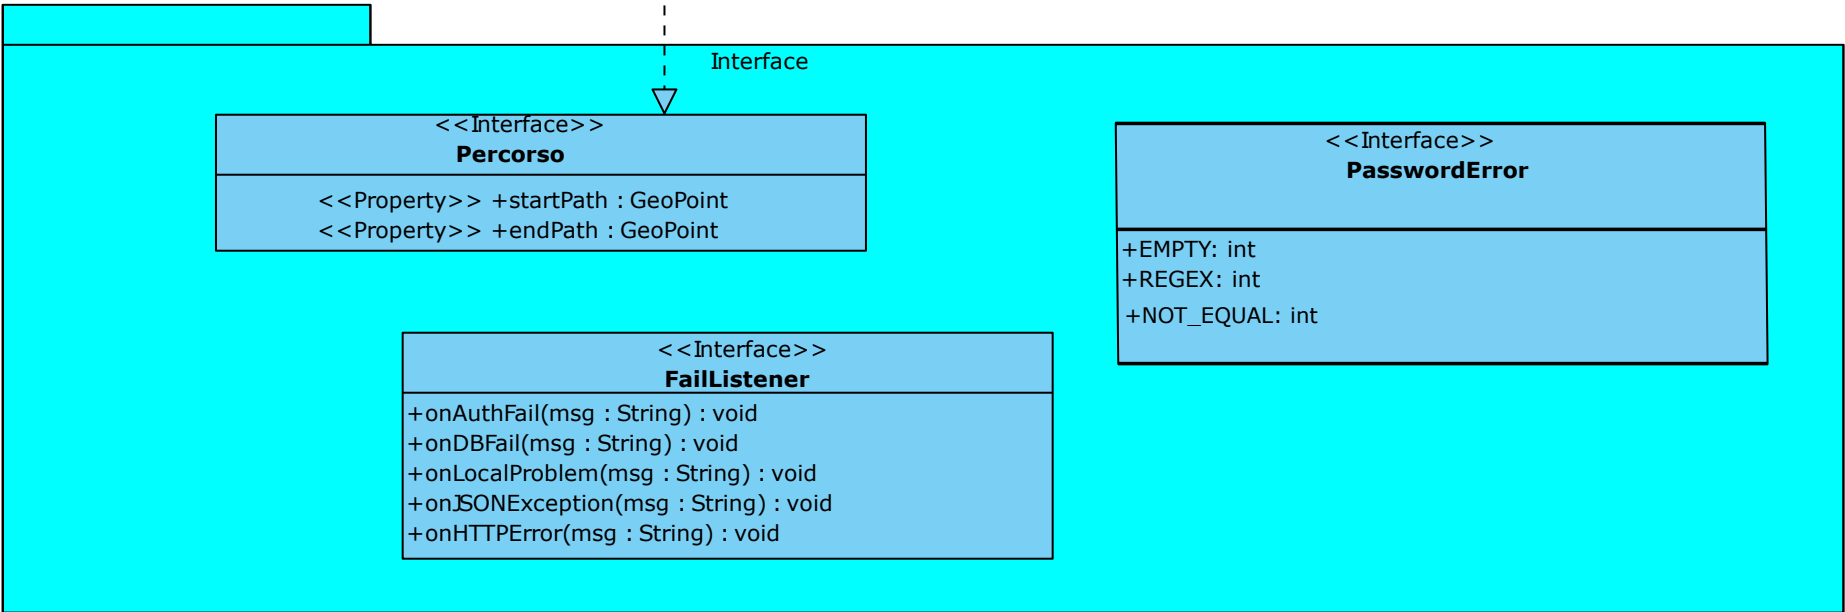 Interface
<<Interface>>
Percorso
<<Property>> +startPath : GeoPoint
<<Property>> +endPath : GeoPoint
<<Interface>>
PasswordError
+EMPTY: int
+REGEX: int
+NOT_EQUAL: int
<<Interface>>
FailListener
+onAuthFail(msg : String) : void
+onDBFail(msg : String) : void
+onLocalProblem(msg : String) : void
+onJSONException(msg : String) : void
+onHTTPError(msg : String) : void